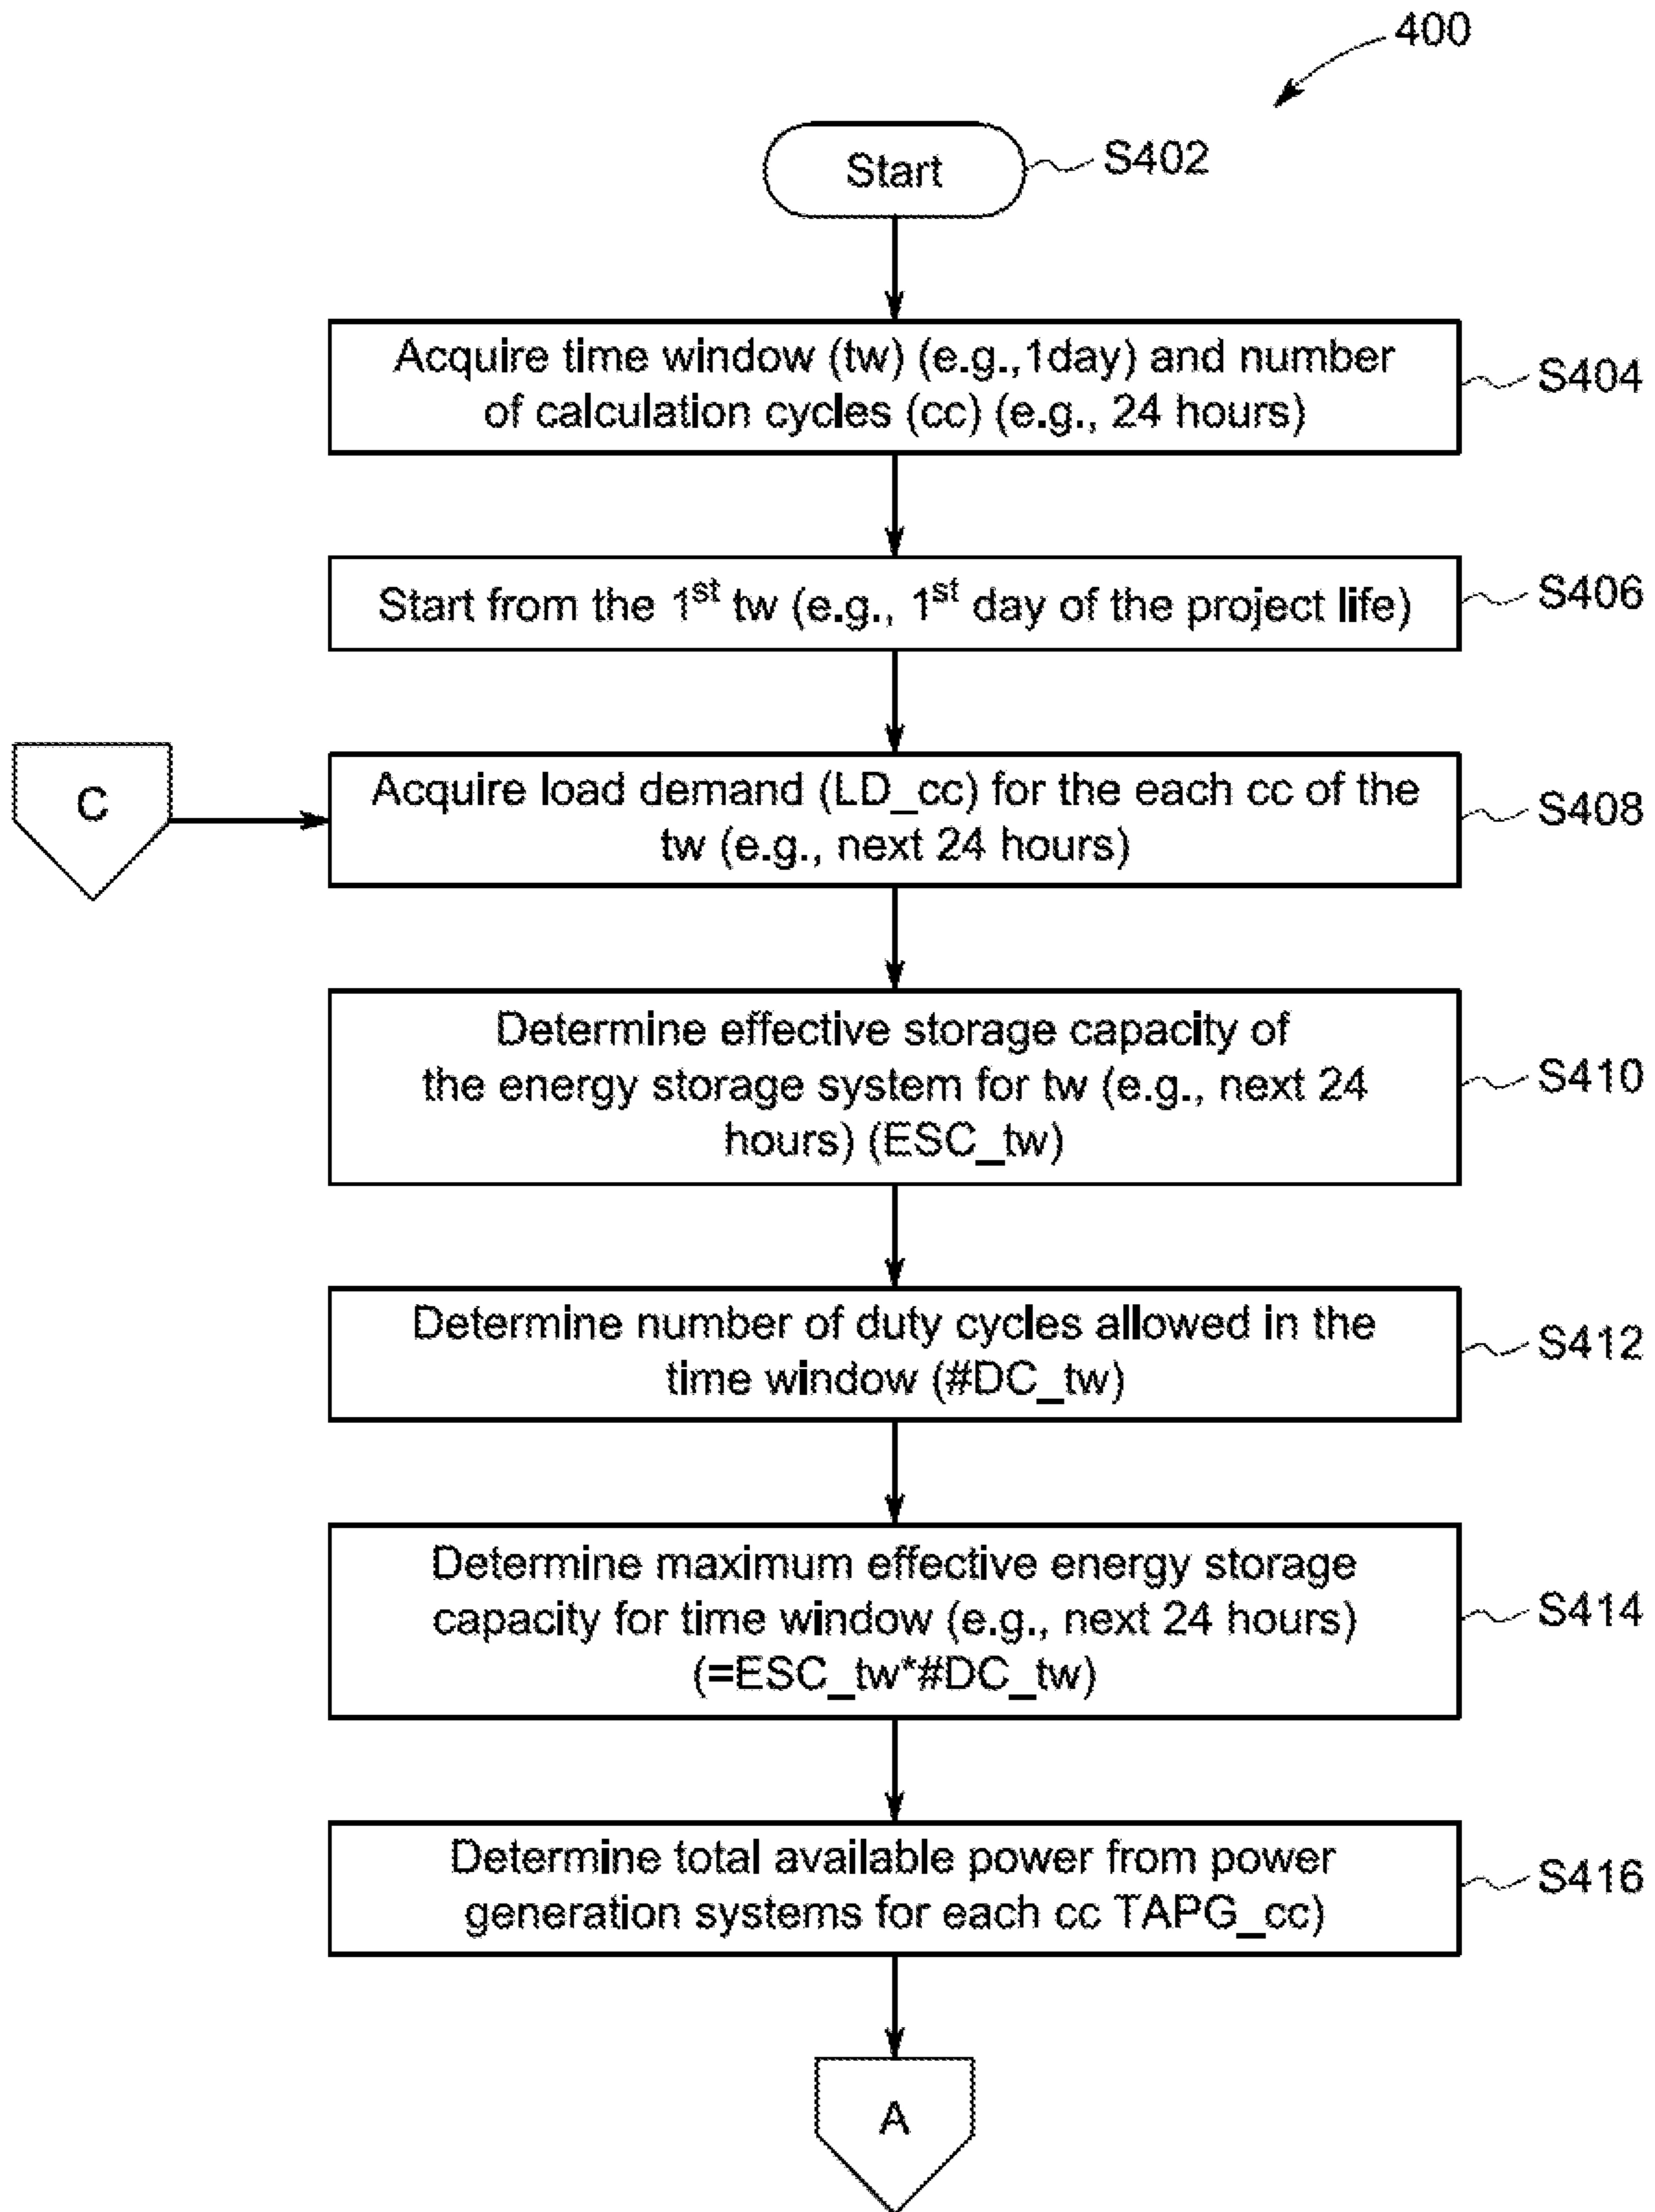 400
Start
S402
Acquire time window (tw) (e.g.,1day) and number
of calculation cycles (cc) (e.g., 24 hours)
S404
Start from the 1st tw (e.g., 1st day of the project life)
S406
C
Acquire load demand (LD_cc) for the each cc of the
tw (e.g., next 24 hours)
S408
Determine effective storage capacity of
the energy storage system for tw (e.g., next 24
hours) (ESC_tw)
S410
Determine number of duty cycles allowed in the
time window (#DC_tw)
S412
Determine maximum effective energy storage
capacity for time window (e.g., next 24 hours)
(=ESC_tw*#DC_tw)
S414
Determine total available power from power
generation systems for each cc TAPG_cc)
S416
A